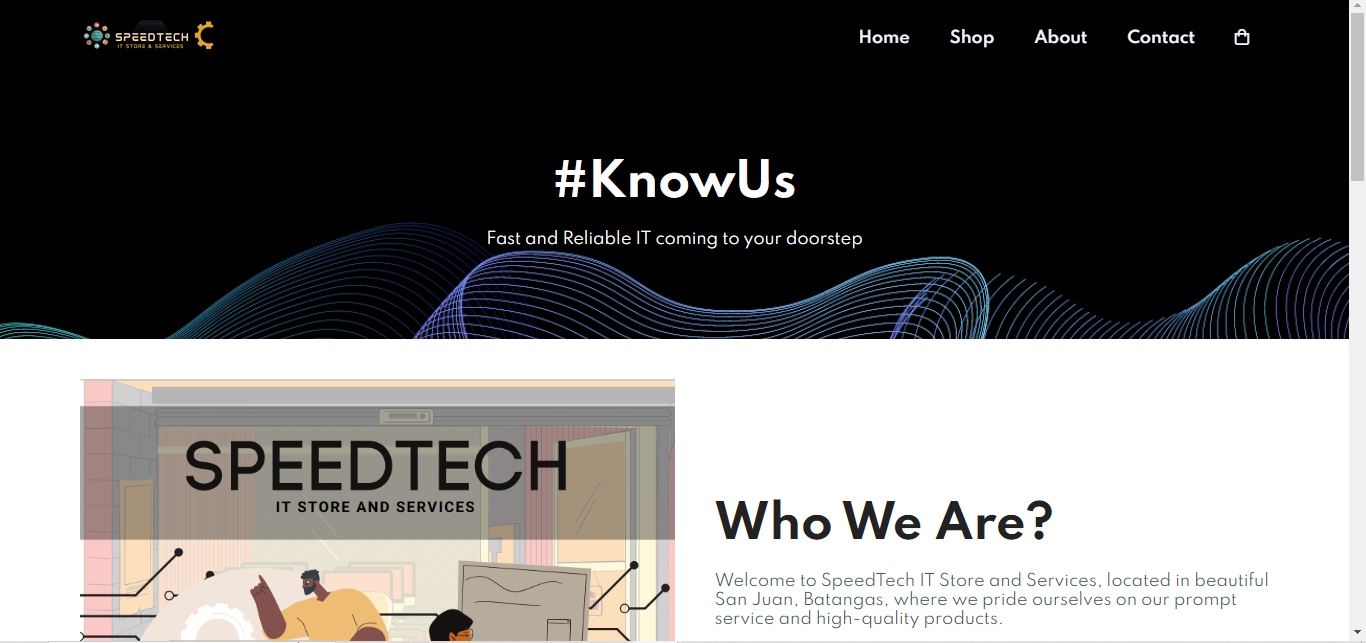 SPEEDTECH
IT STORE & SERVICES
Home Shop About Contact
#KnowUs
Fast and Reliable IT coming to your doorstep
SPEEDTECH
IT STORE AND SERVICES
Who We Are?
Welcome to SpeedTech IT Store and Services, located in beautiful
San Juan, Batangas, where we pride ourselves on our prompt
service and high-quality products.